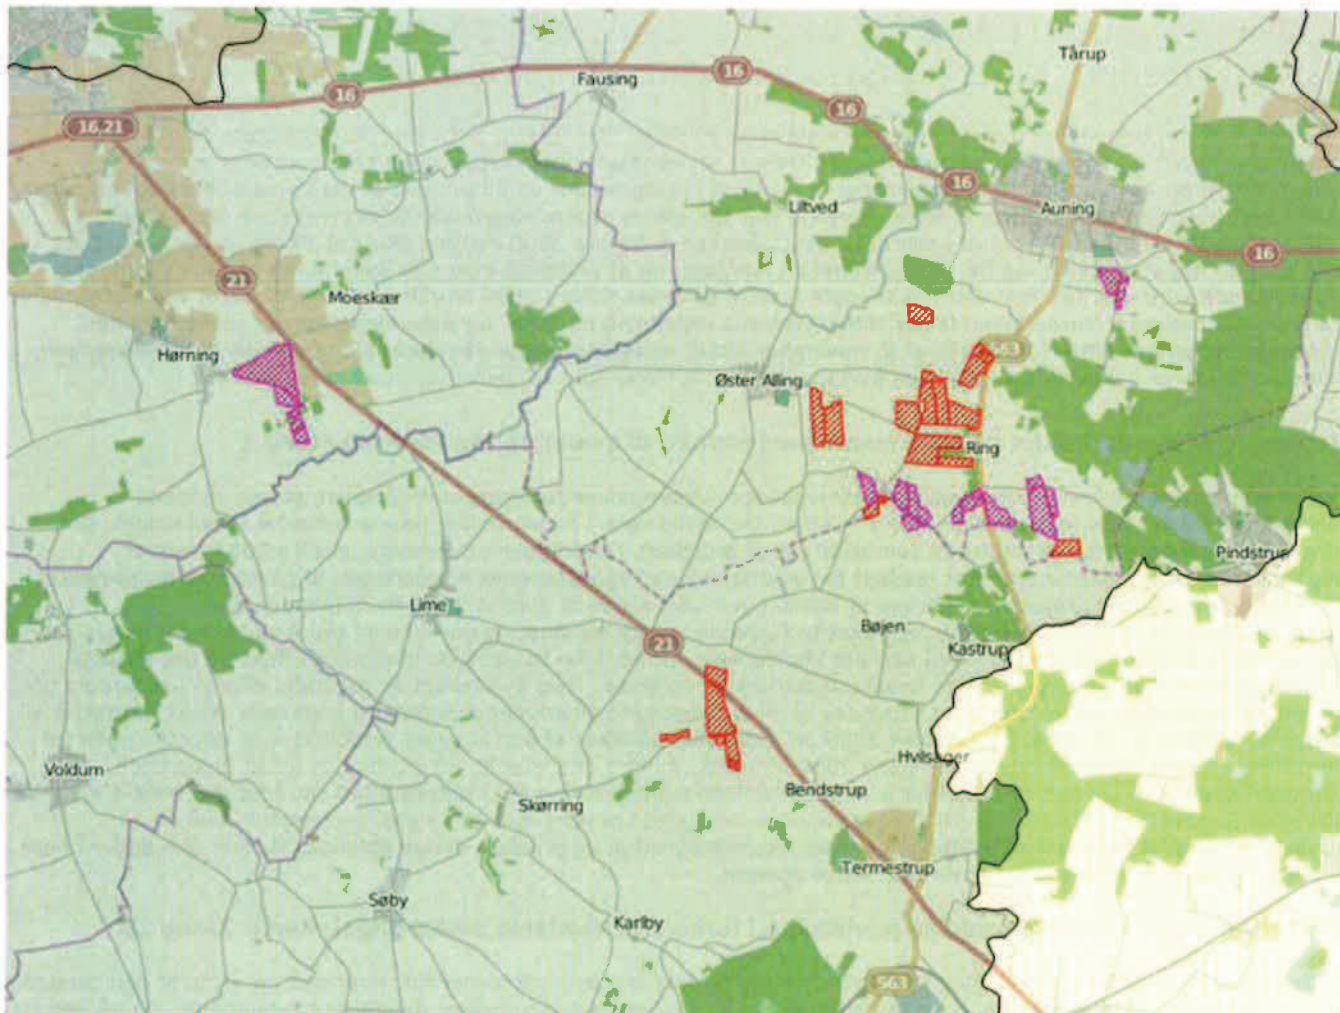 Tårup
16
Fausing
16
16
16,21
16
Auning
Liltved
16
21
Moeskær
563
Hørning
Øster Alling
Ring
Pindstrup
Lime
Bøjen
21
Kastrup
Hvilsager
Voldum
Bendstrup
Skørring
Termestrup
Søby
Karlby
563